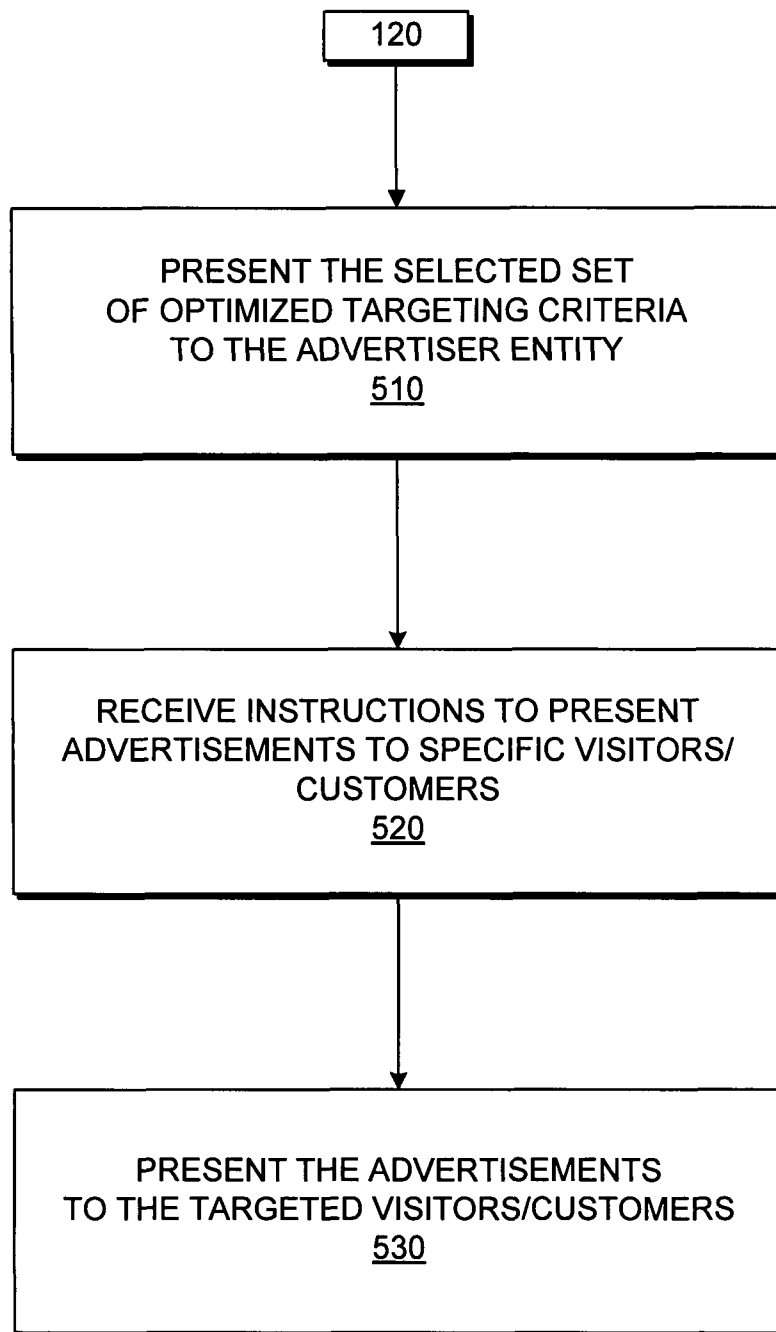 120
PRESENT THE SELECTED SET
OF OPTIMIZED TARGETING CRITERIA
TO THE ADVERTISER ENTITY
510
RECEIVE INSTRUCTIONS TO PRESENT
ADVERTISEMENTS TO SPECIFIC VISITORS/
CUSTOMERS
520
PRESENT THE ADVERTISEMENTS
TO THE TARGETED VISITORS/CUSTOMERS
530